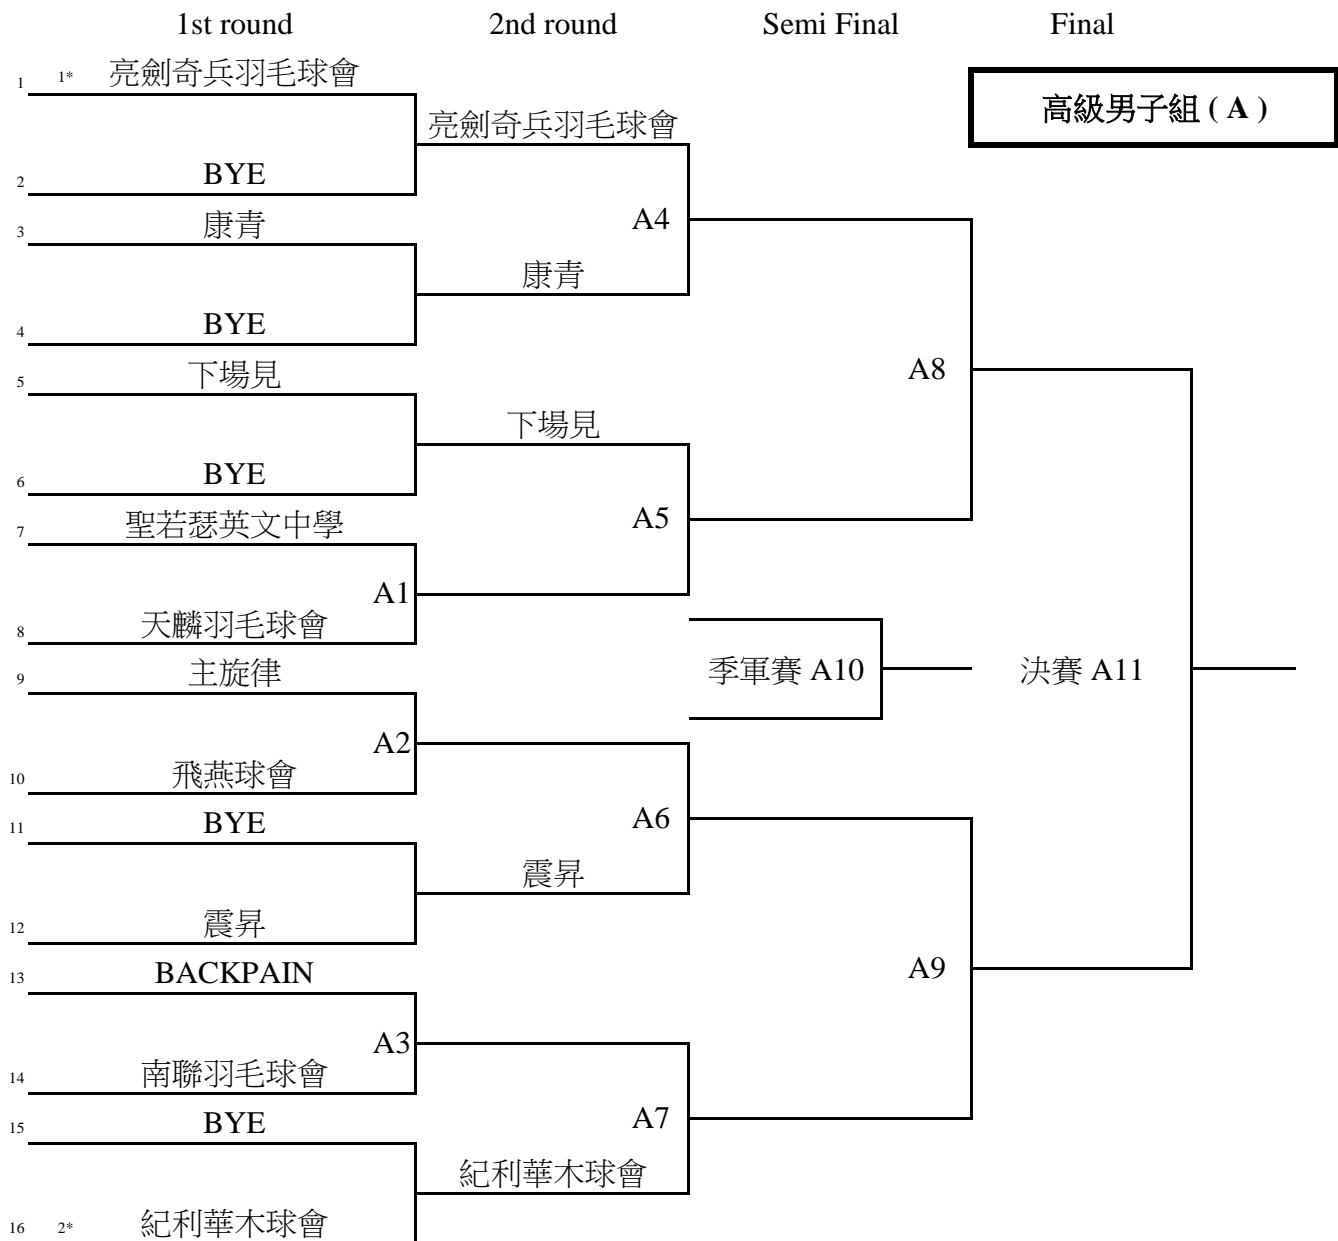 1st round 2nd round Semi Final Final
1 1* 亮劍奇兵羽毛球會
高級男子組 ( A )
亮劍奇兵羽毛球會
2 BYE
3 康青
A4
康青
4 BYE
5 下場見
A8
下場見
6 BYE
7 聖若瑟英文中學
A5
A1
8 天麟羽毛球會
9 主旋律
季軍賽 A10 決賽 A11
A2
10 飛燕球會
11 BYE
A6
震昇
12 震昇
13 BACKPAIN
A9
A3
14 南聯羽毛球會
15 BYE
A7
紀利華木球會
16 2* 紀利華木球會